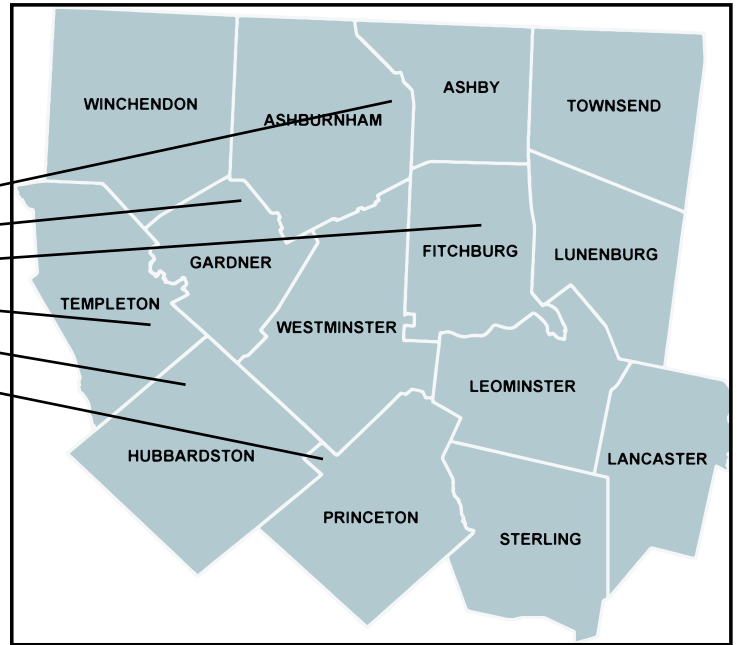 WINCHENDON
ASHBURNHAM
ASHBY
TOWNSEND
GARDNER
FITCHBURG
LUNENBURG
TEMPLETON
WESTMINSTER
LEOMINSTER
HUBBARDSTON
LANCASTER
PRINCETON
STERLING